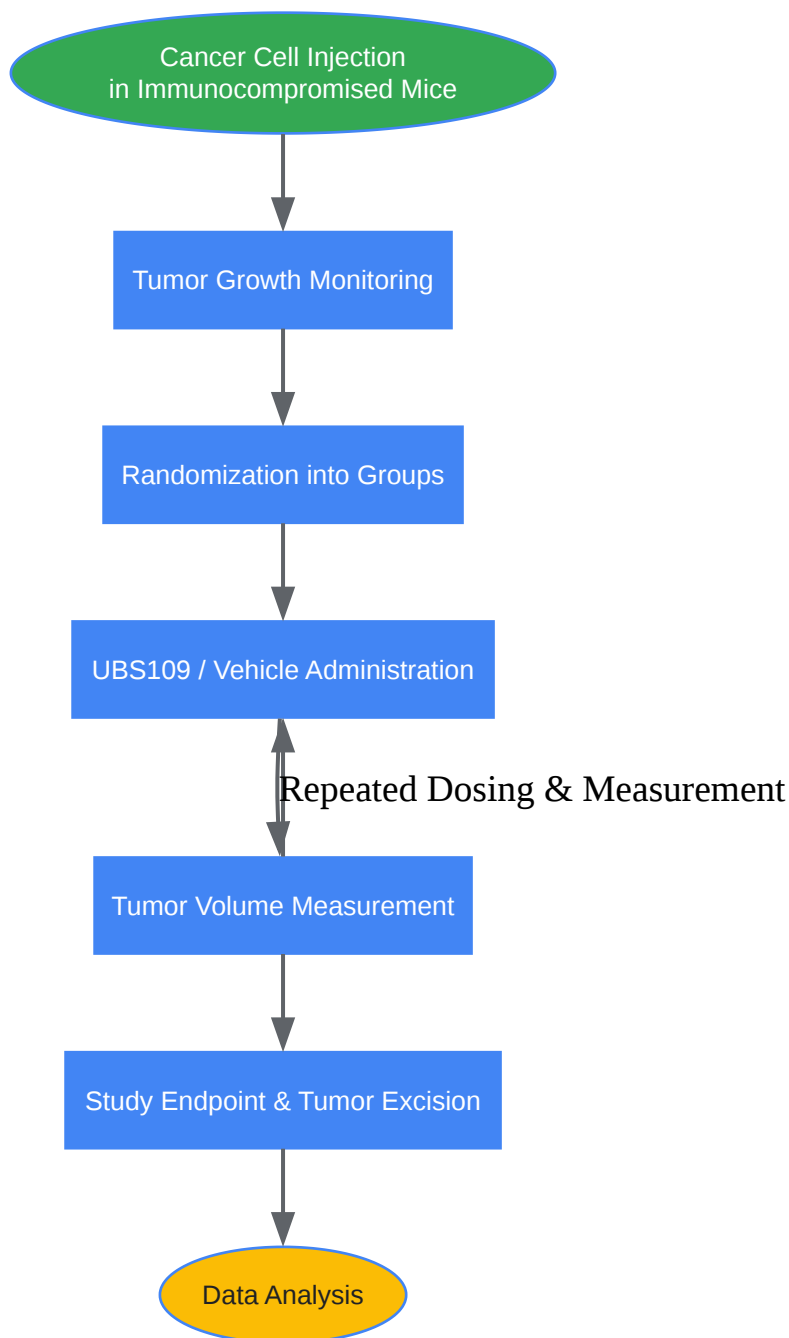 Cancer Cell Injection
in Immunocompromised Mice
Tumor Growth Monitoring
Randomization into Groups
UBS109 / Vehicle Administration
Repeated Dosing & Measurement
Tumor Volume Measurement
Study Endpoint & Tumor Excision
Data Analysis